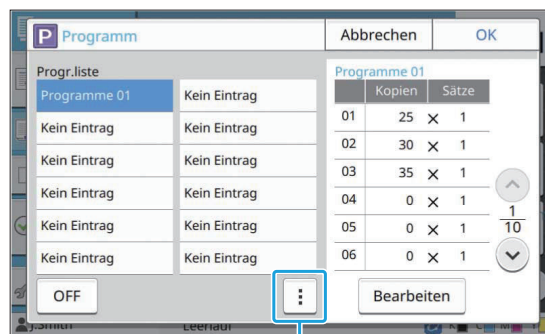 P Programm Abbrechen OK
Progr.liste
Programme 01 Kein Eintrag
Kein Eintrag Kein Eintrag
Kein Eintrag Kein Eintrag
Kein Eintrag Kein Eintrag
Kein Eintrag Kein Eintrag
Kein Eintrag Kein Eintrag
OFF
Programme 01
Kopien Sätze
01 25 × 1
02 30 × 1
03 35 × 1
04 0 × 1
05 0 × 1
06 0 × 1
1
10
Bearbeiten
J.Smith Leerlauf K C M Y